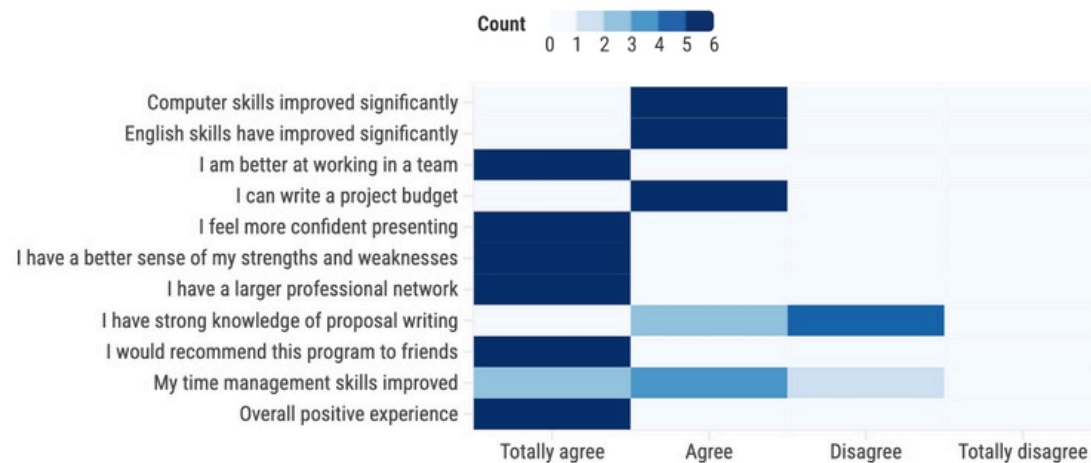 Count
0 1 2 3 4 5 6
Computer skills improved significantly
English skills have improved significantly
I am better at working in a team
I can write a project budget
I feel more confident presenting
I have a better sense of my strengths and weaknesses
I have a larger professional network
I have strong knowledge of proposal writing
I would recommend this program to friends
My time management skills improved
Overall positive experience
Totally agree Agree Disagree Totally disagree